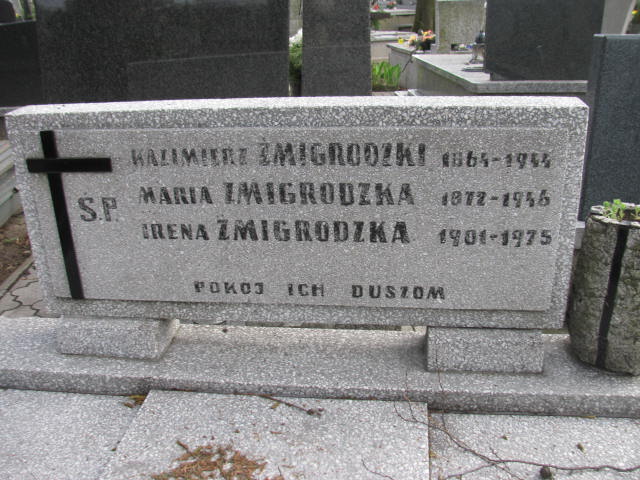 KAZIMIERZ ŻMIGRODZKI 1864-1944
Ś.P. MARIA ŻMIGRODZKA 1872-1946
IRENA ŻMIGRODZKA 1901-1975
POKÓJ ICH DUSZOM